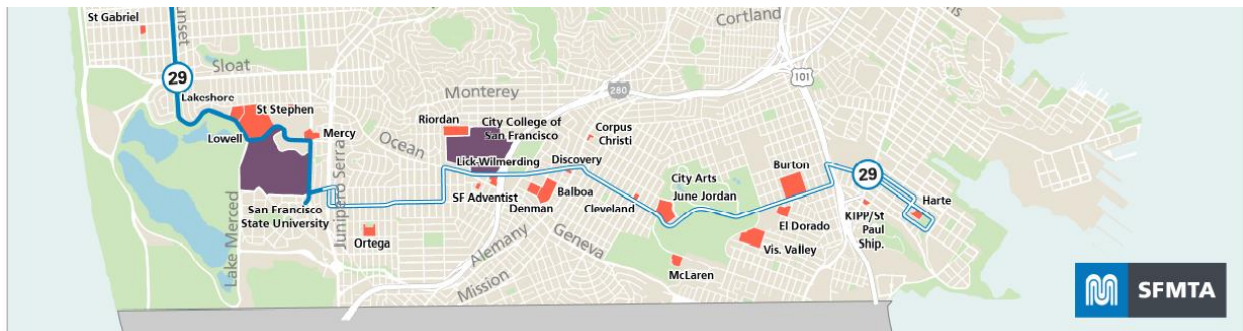 St Gabriel
unset
Sloat
29
Lakeshore
St Stephen
Lowell
Mercy
Lake Merced
San Francisco
State University
Junipero Serra
Ocean
Monterey
Riordan
City College of
San Francisco
Lick-Wilmerding
Discovery
SF Adventist
Balboa
Denman
Ortega
Alemany
Mission
Geneva
280
Cortland
101
Corpus
Christi
Cleveland
City Arts
June Jordan
Burton
El Dorado
Vis. Valley
McLaren
29
Harte
KIPP/St
Paul
Ship.
SFMTA